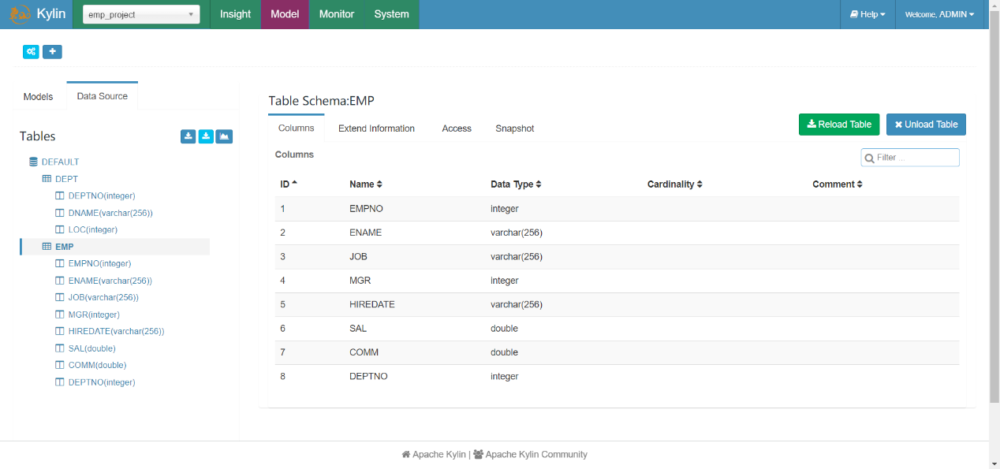 Kylin emp_project Insight Model Monitor System Help Welcome, ADMIN
Models Data Source
Tables
DEFAULT
DEPT
DEPTNO(integer)
DNAME(varchar(256))
LOC(integer)
EMP
EMPNO(integer)
ENAME(varchar(256))
JOB(varchar(256))
MGR(integer)
HIREDATE(varchar(256))
SAL(double)
COMM(double)
DEPTNO(integer)
Table Schema:EMP
Columns Extend Information Access Snapshot Reload Table Unload Table
Columns Filter ...
ID Name Data Type Cardinality Comment
1 EMPNO integer
2 ENAME varchar(256)
3 JOB varchar(256)
4 MGR integer
5 HIREDATE varchar(256)
6 SAL double
7 COMM double
8 DEPTNO integer
Apache Kylin | Apache Kylin Community